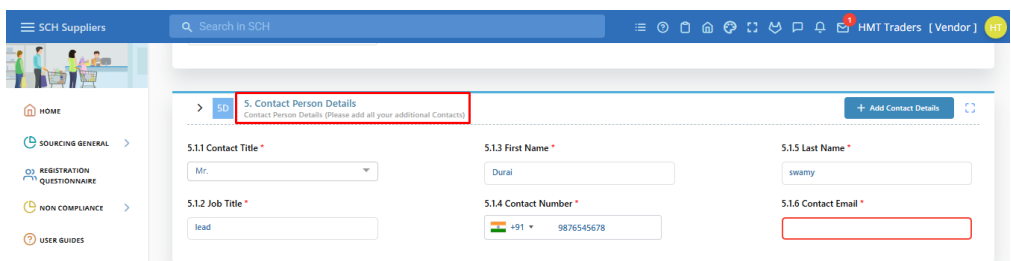 SCH Suppliers
Search in SCH
1
HMT Traders [ Vendor ]
HT
HOME
SOURCING GENERAL
REGISTRATION
QUESTIONNAIRE
NON COMPLIANCE
USER GUIDES
SD
5. Contact Person Details
Contact Person Details (Please add all your additional Contacts)
+ Add Contact Details
5.1.1 Contact Title *
Mr.
5.1.3 First Name *
Durai
5.1.5 Last Name *
swamy
5.1.2 Job Title *
lead
5.1.4 Contact Number *
+91 9876545678
5.1.6 Contact Email *